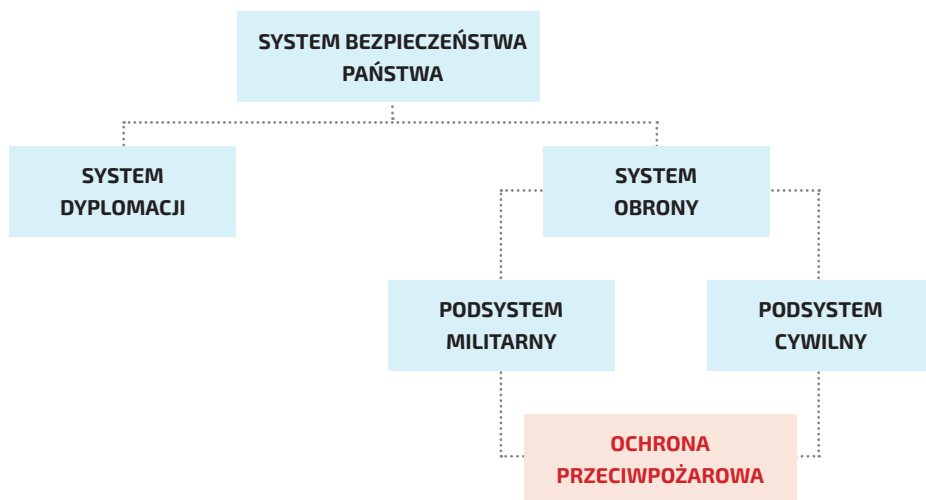 SYSTEM BEZPIECZEŃSTWA
PAŃSTWA
SYSTEM
DYPLOMACJI
SYSTEM
OBRONY
PODSYSTEM
MILITARNY
PODSYSTEM
CYWILNY
OCHRONA
PRZECIWPOŻAROWA